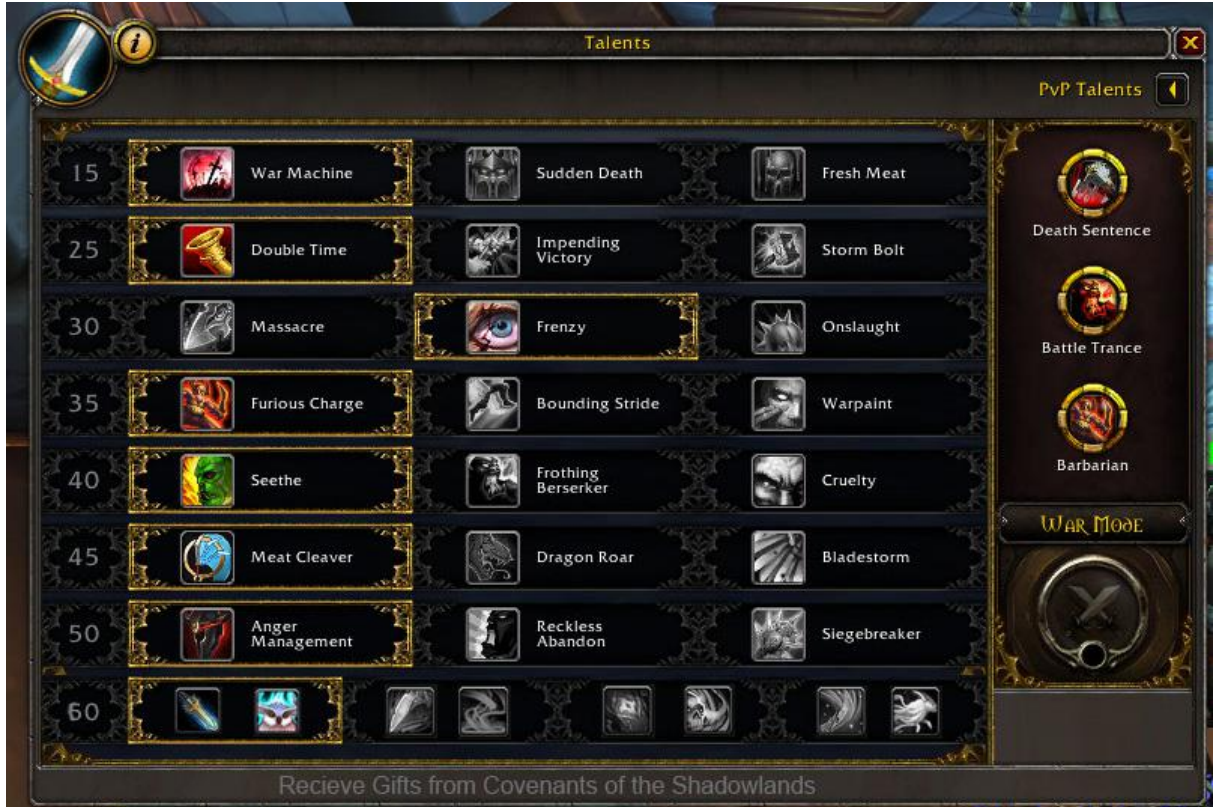 i
Talents
X
PvP Talents
15
War Machine
Sudden Death
Fresh Meat
25
Double Time
Impending
Victory
Storm Bolt
30
Massacre
Frenzy
Onslaught
35
Furious Charge
Bounding Stride
Warpaint
40
Seethe
Frothing
Berserker
Cruelty
45
Meat Cleaver
Dragon Roar
Bladestorm
50
Anger
Management
Reckless
Abandon
Siegebreaker
60
Recieve Gifts from Covenants of the Shadowlands
Death Sentence
Battle Trance
Barbarian
War Mode